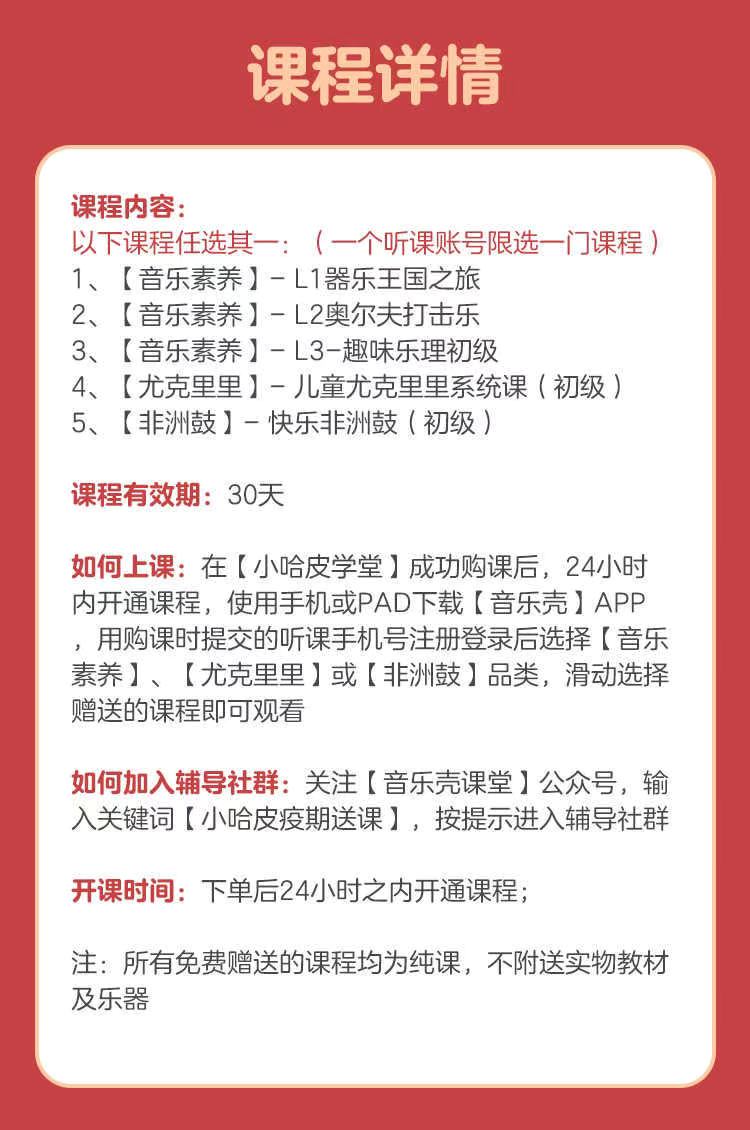 课程详情
课程内容：
以下课程任选其一：（一个听课账号限选一门课程）
1、【音乐素养】- L1器乐王国之旅
2、【音乐素养】- L2奥尔夫打击乐
3、【音乐素养】- L3-趣味乐理初级
4、【尤克里里】- 儿童尤克里里系统课（初级）
5、【非洲鼓】- 快乐非洲鼓（初级）
课程有效期：30天
如何上课：在【小哈皮学堂】成功购课后，24小时
内开通课程，使用手机或PAD下载【音乐壳】APP
，用购课时提交的听课手机号注册登录后选择【音乐
素养】、【尤克里里】或【非洲鼓】品类，滑动选择
赠送的课程即可观看
如何加入辅导社群：关注【音乐壳课堂】公众号，输
入关键词【小哈皮疫期送课】，按提示进入辅导社群
开课时间：下单后24小时之内开通课程；
注：所有免费赠送的课程均为纯课，不附送实物教材
及乐器